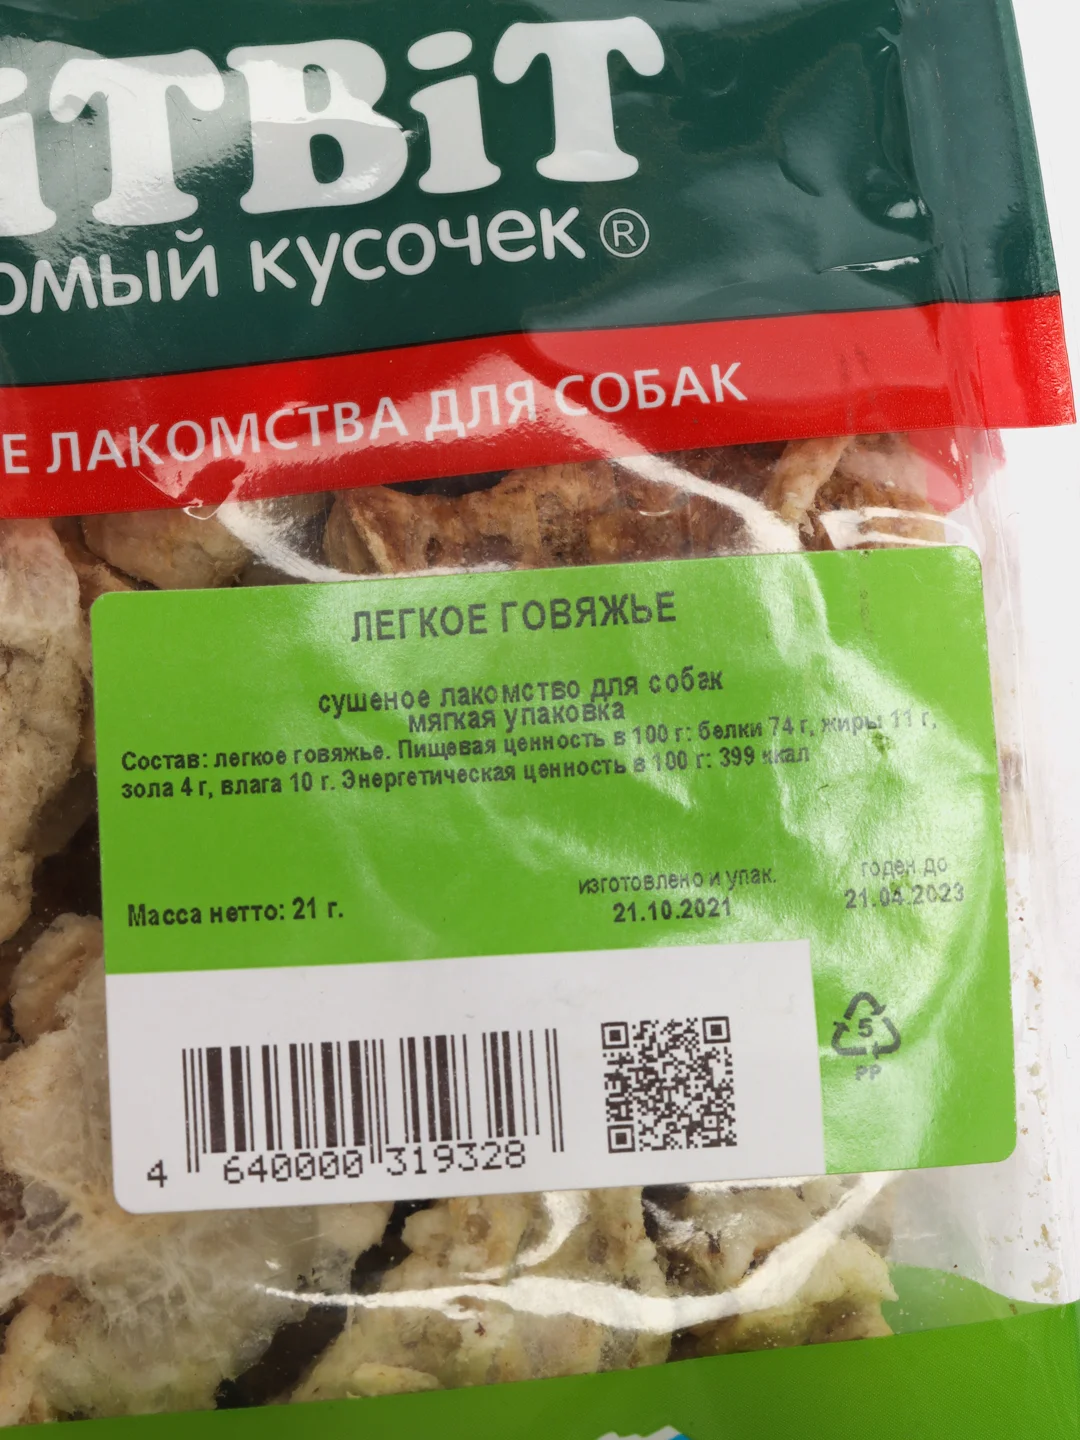 iTBiT
омый кусочек®
Е ЛАКОМСТВА ДЛЯ СОБАК
ЛЕГКОЕ ГОВЯЖЬЕ
сушеное лакомство для собак
мягкая упаковка
Состав: легкое говяжье. Пищевая ценность в 100 г: белки 74 г, жиры 11 г,
зола 4 г, влага 10 г. Энергетическая ценность в 100 г: 399 ккал
изготовлено и упак. годен до
Масса нетто: 21 г. 21.10.2021 21.04.2023
5
PP
4 640000 319328